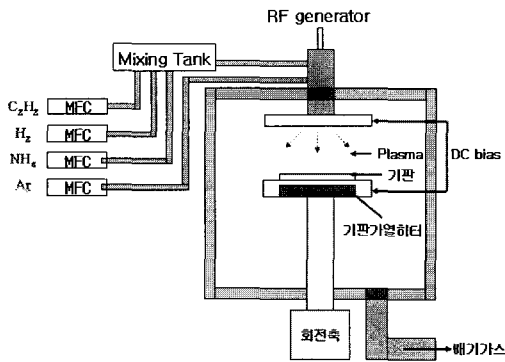 RF generator
Mixing Tank
C₂H₂ MFC
H₂ MFC
NH₄ MFC
Ar MFC
Plasma
DC bias
기판
기판가열히터
회전축
배기가스